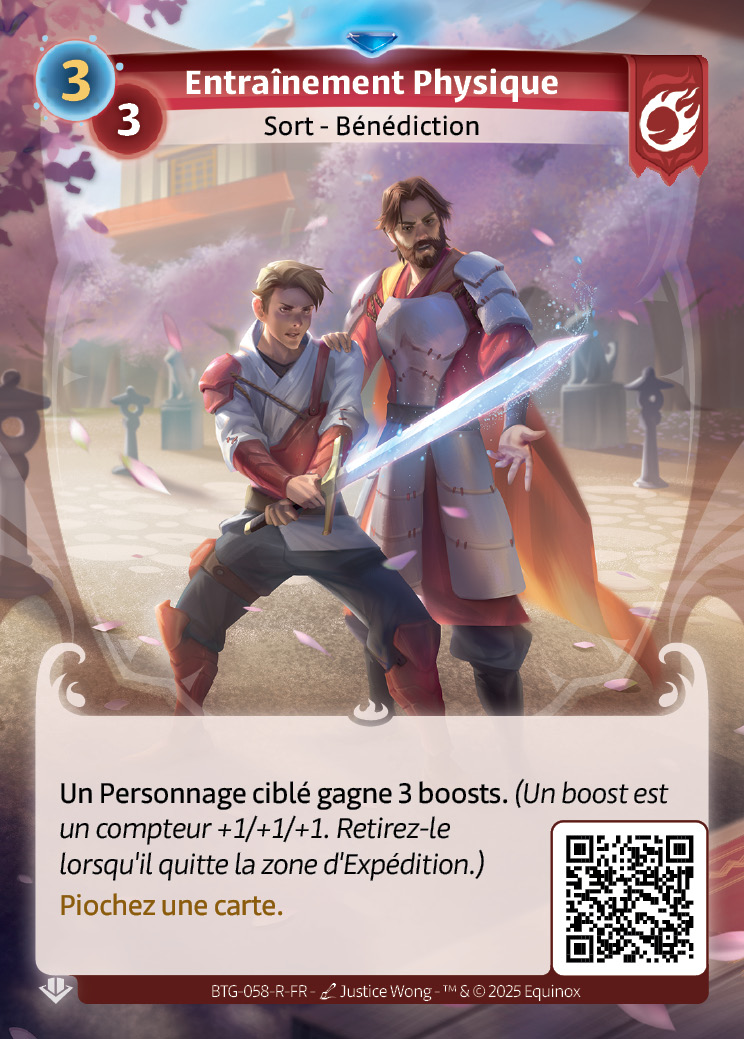 3
Entraînement Physique
3
Sort - Bénédiction
Un Personnage ciblé gagne 3 boosts. (Un boost est
un compteur +1/+1/+1. Retirez-le
lorsqu'il quitte la zone d'Expédition.)
Piochez une carte.
BTG-058-R-FR - Justice Wong - ™ & © 2025 Equinox